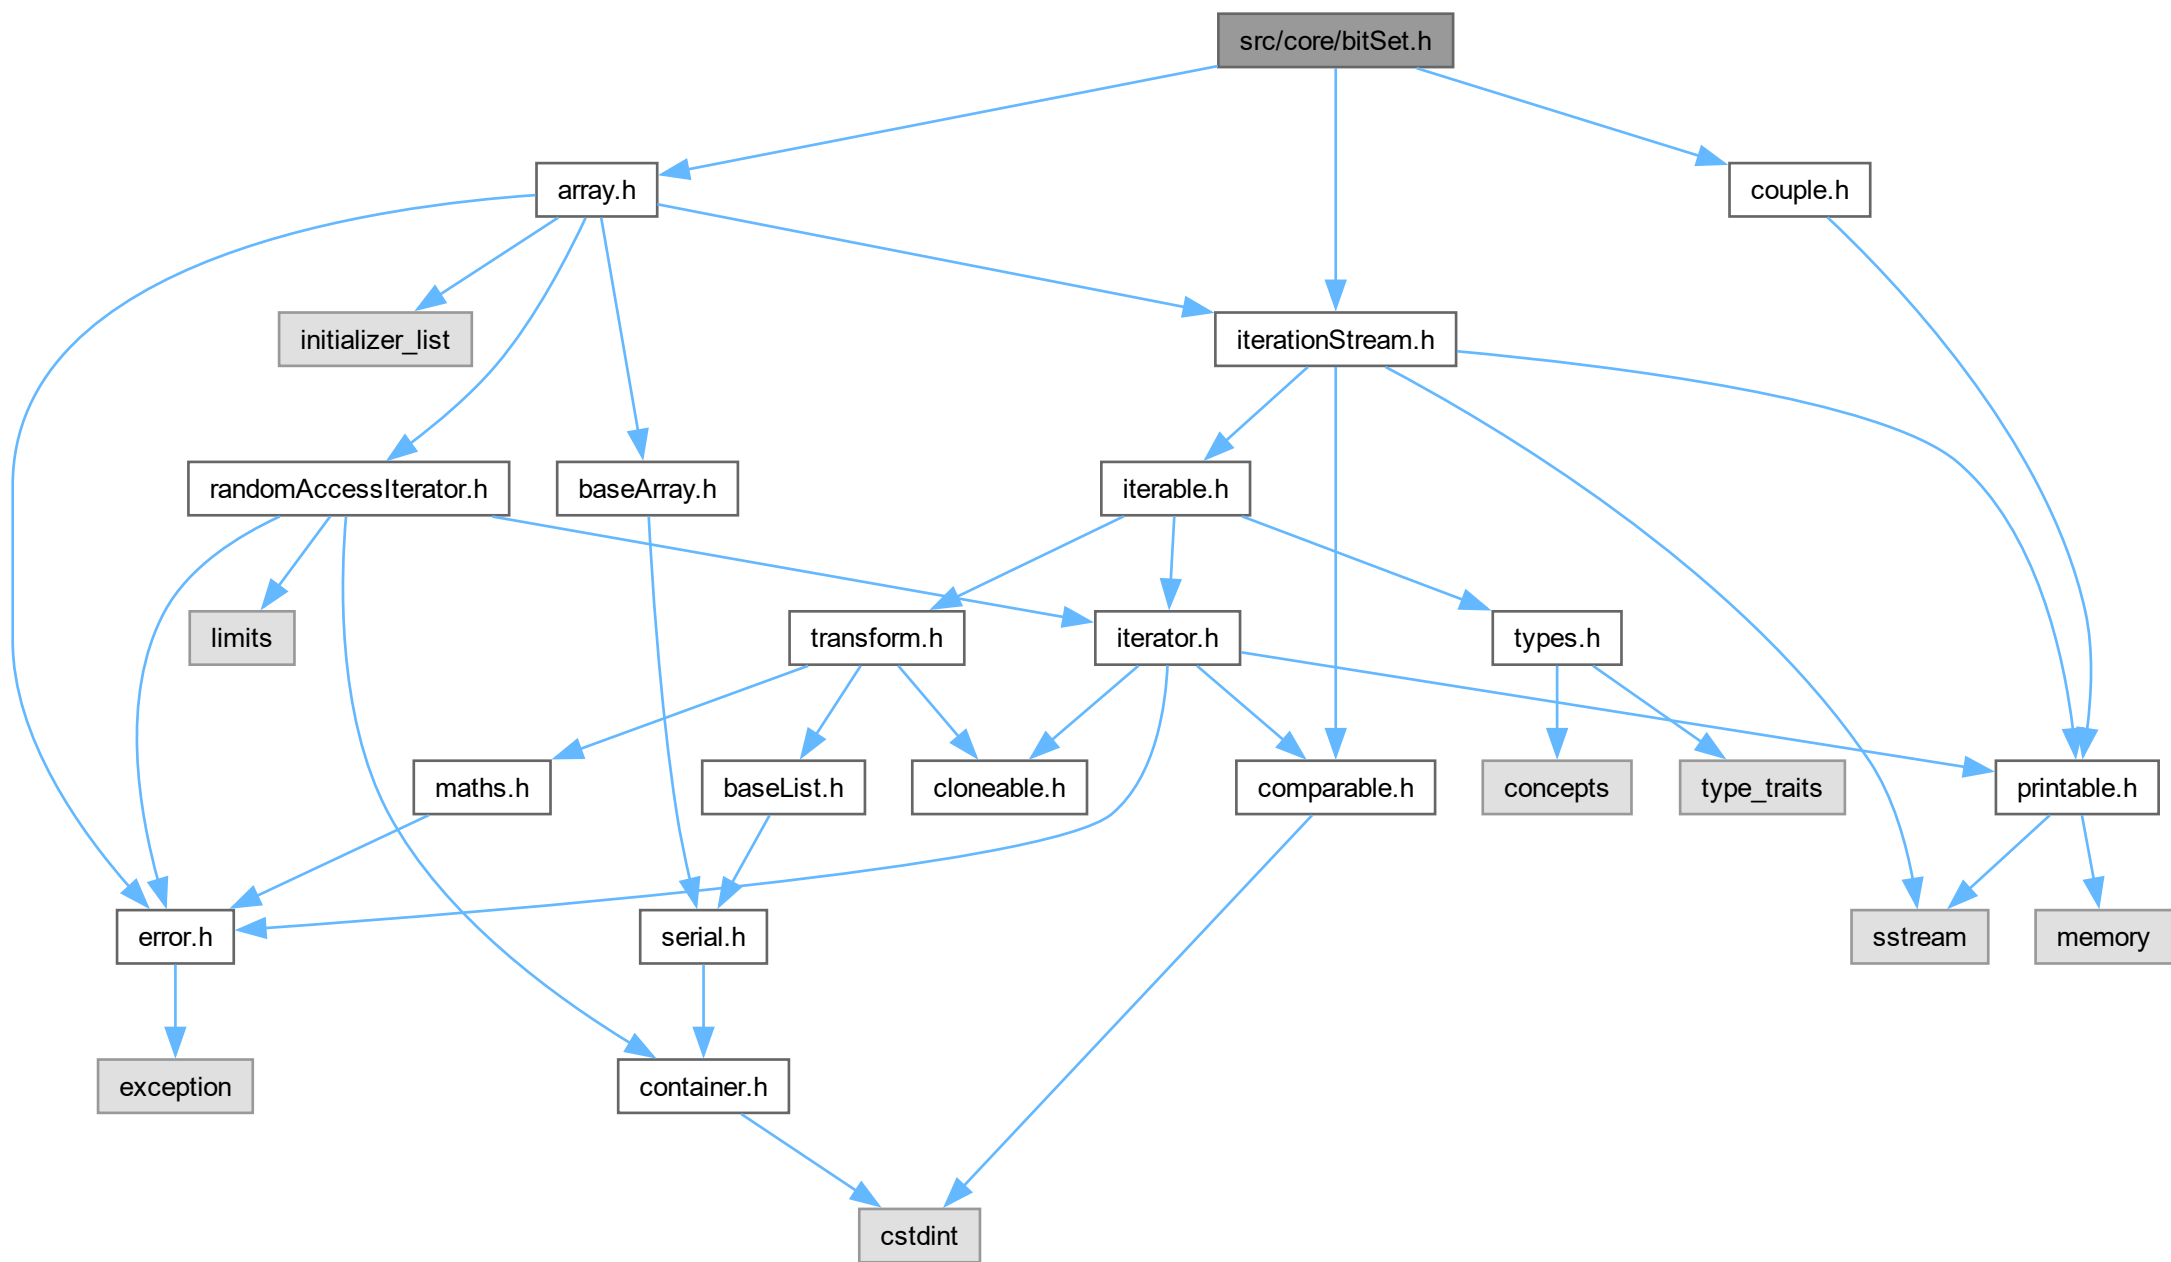 src/core/bitSet.h
array.h
couple.h
initializer_list
iterationStream.h
randomAccessIterator.h
baseArray.h
iterable.h
limits
transform.h
iterator.h
types.h
maths.h
baseList.h
cloneable.h
comparable.h
concepts
type_traits
printable.h
error.h
serial.h
sstream
memory
exception
container.h
cstdint